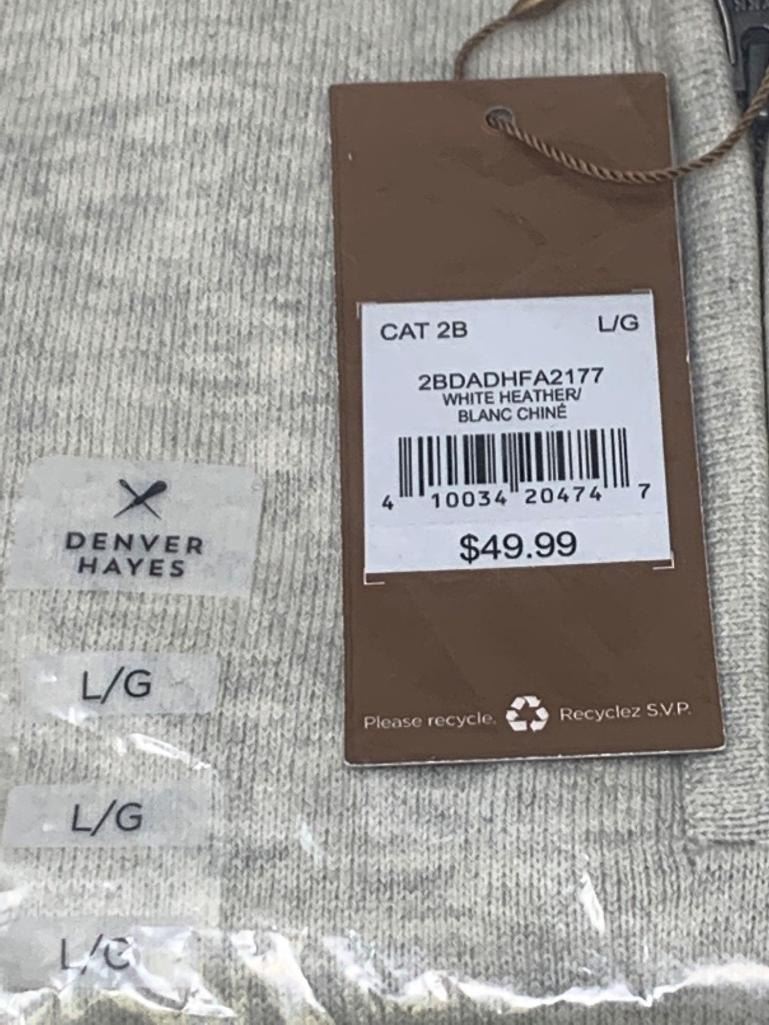 CAT 2B L/G
2BDADHFA2177
WHITE HEATHER/
BLANC CHINÉ
4 10034 20474 7
$49.99
Please recycle. Recyclez S.V.P.
DENVER
HAYES
L/G
L/G
L/G